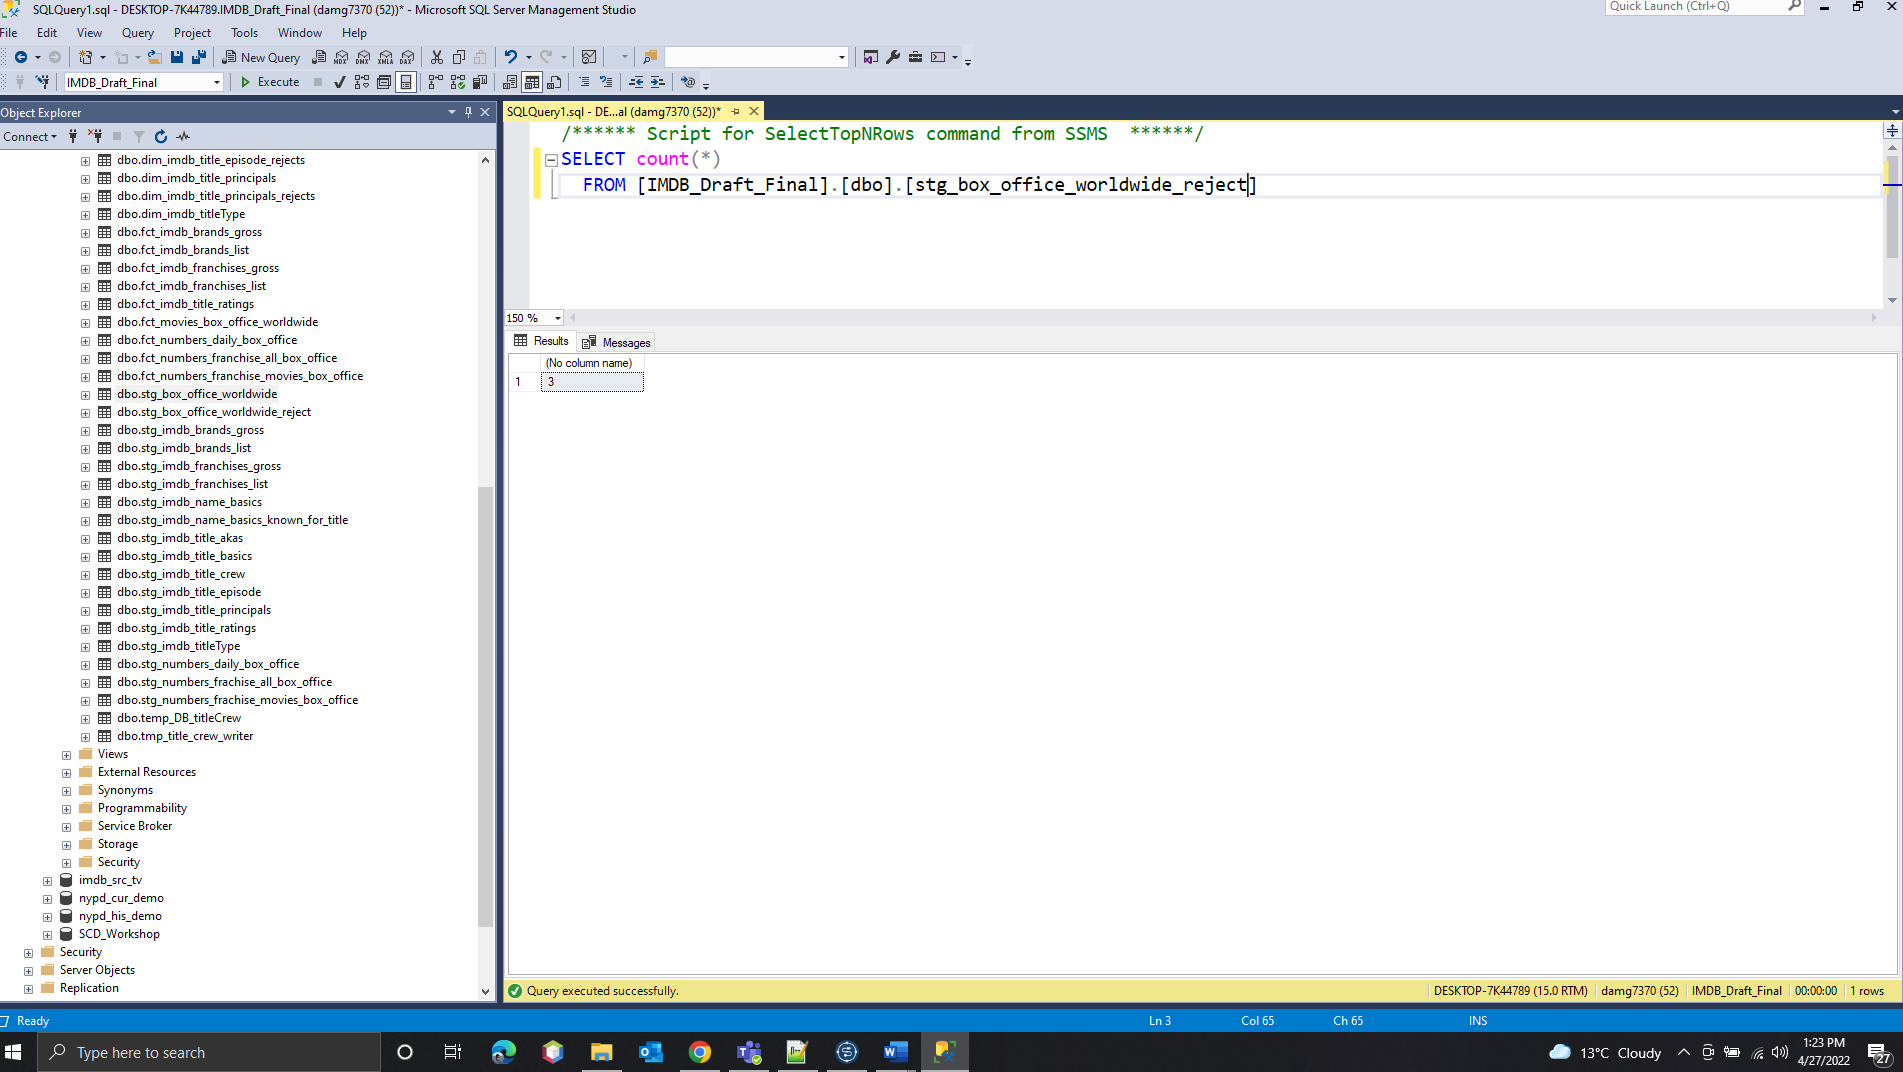 SQLQuery1.sql - DESKTOP-7K44789.IMDB_Draft_Final (damg7370 (52))* - Microsoft SQL Server Management Studio
Quick Launch (Ctrl+Q)
File Edit View Query Project Tools Window Help
New Query
MDX DMX XMLA DAX
IMDB_Draft_Final
Execute
Object Explorer
SQLQuery1.sql - DE...al (damg7370 (52))*
Connect
dbo.dim_imdb_title_episode_rejects
dbo.dim_imdb_title_principals
dbo.dim_imdb_title_principals_rejects
dbo.dim_imdb_titleType
dbo.fct_imdb_brands_gross
dbo.fct_imdb_brands_list
dbo.fct_imdb_franchises_gross
dbo.fct_imdb_franchises_list
dbo.fct_imdb_title_ratings
dbo.fct_movies_box_office_worldwide
dbo.fct_numbers_daily_box_office
dbo.fct_numbers_franchise_all_box_office
dbo.fct_numbers_franchise_movies_box_office
dbo.stg_box_office_worldwide
dbo.stg_box_office_worldwide_reject
dbo.stg_imdb_brands_gross
dbo.stg_imdb_brands_list
dbo.stg_imdb_franchises_gross
dbo.stg_imdb_franchises_list
dbo.stg_imdb_name_basics
dbo.stg_imdb_name_basics_known_for_title
dbo.stg_imdb_title_akas
dbo.stg_imdb_title_basics
dbo.stg_imdb_title_crew
dbo.stg_imdb_title_episode
dbo.stg_imdb_title_principals
dbo.stg_imdb_title_ratings
dbo.stg_imdb_titleType
dbo.stg_numbers_daily_box_office
dbo.stg_numbers_frachise_all_box_office
dbo.stg_numbers_frachise_movies_box_office
dbo.temp_DB_titleCrew
dbo.tmp_title_crew_writer
Views
External Resources
Synonyms
Programmability
Service Broker
Storage
Security
imdb_src_tv
nypd_cur_demo
nypd_his_demo
SCD_Workshop
Security
Server Objects
Replication
/****** Script for SelectTopNRows command from SSMS ******/
SELECT count(*)
FROM [IMDB_Draft_Final].[dbo].[stg_box_office_worldwide_reject]
150 %
Results Messages
(No column name)
1 3
Query executed successfully.
DESKTOP-7K44789 (15.0 RTM) damg7370 (52) IMDB_Draft_Final 00:00:00 1 rows
Ready
Ln 3 Col 65 Ch 65 INS
Type here to search
13°C Cloudy
1:23 PM
4/27/2022
27